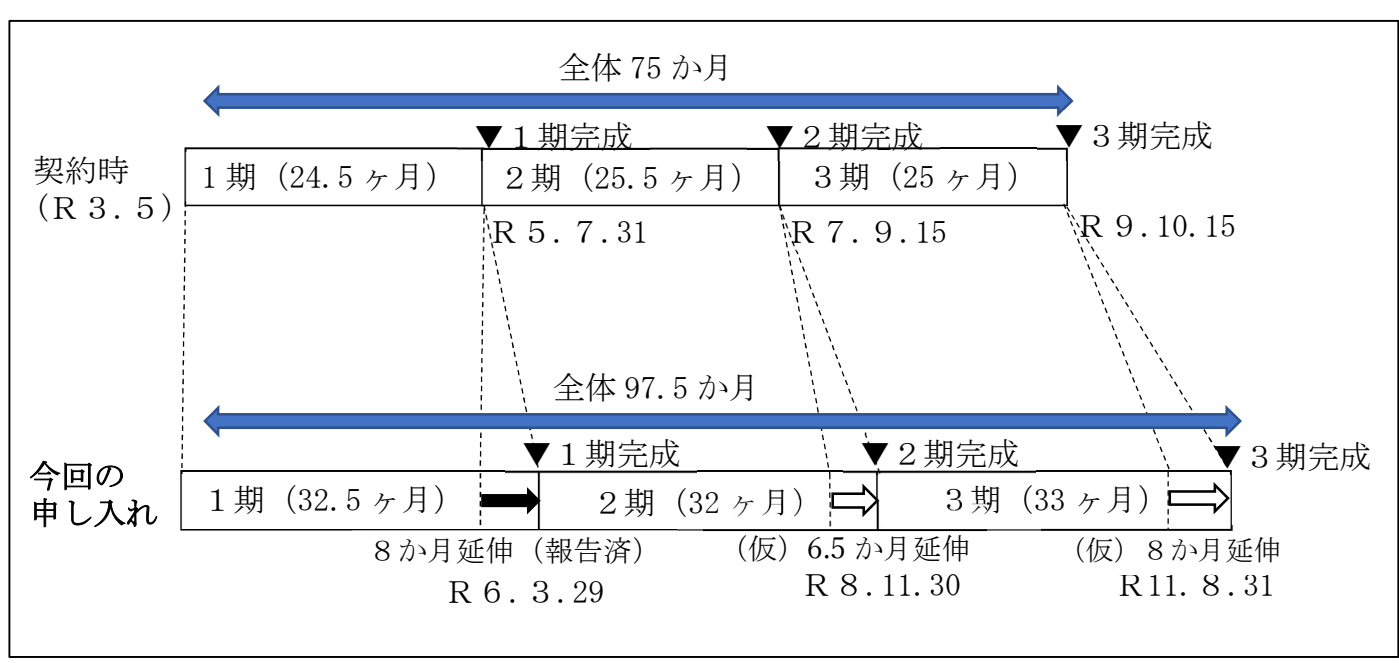 全体 75 か月
▼１期完成
▼２期完成
▼３期完成
契約時
（Ｒ３．５）
１期（24.5 ヶ月）
２期（25.5 ヶ月）
３期（25 ヶ月）
Ｒ５.７.31
Ｒ７.９.15
Ｒ９.10.15
全体 97.5 か月
▼１期完成
▼２期完成
▼３期完成
今回の
申し入れ
１期（32.5 ヶ月）
２期（32 ヶ月）
３期（33 ヶ月）
８か月延伸（報告済）
（仮）6.5 か月延伸
（仮）８か月延伸
Ｒ６.３.29
Ｒ８.11.30
Ｒ11.８.31